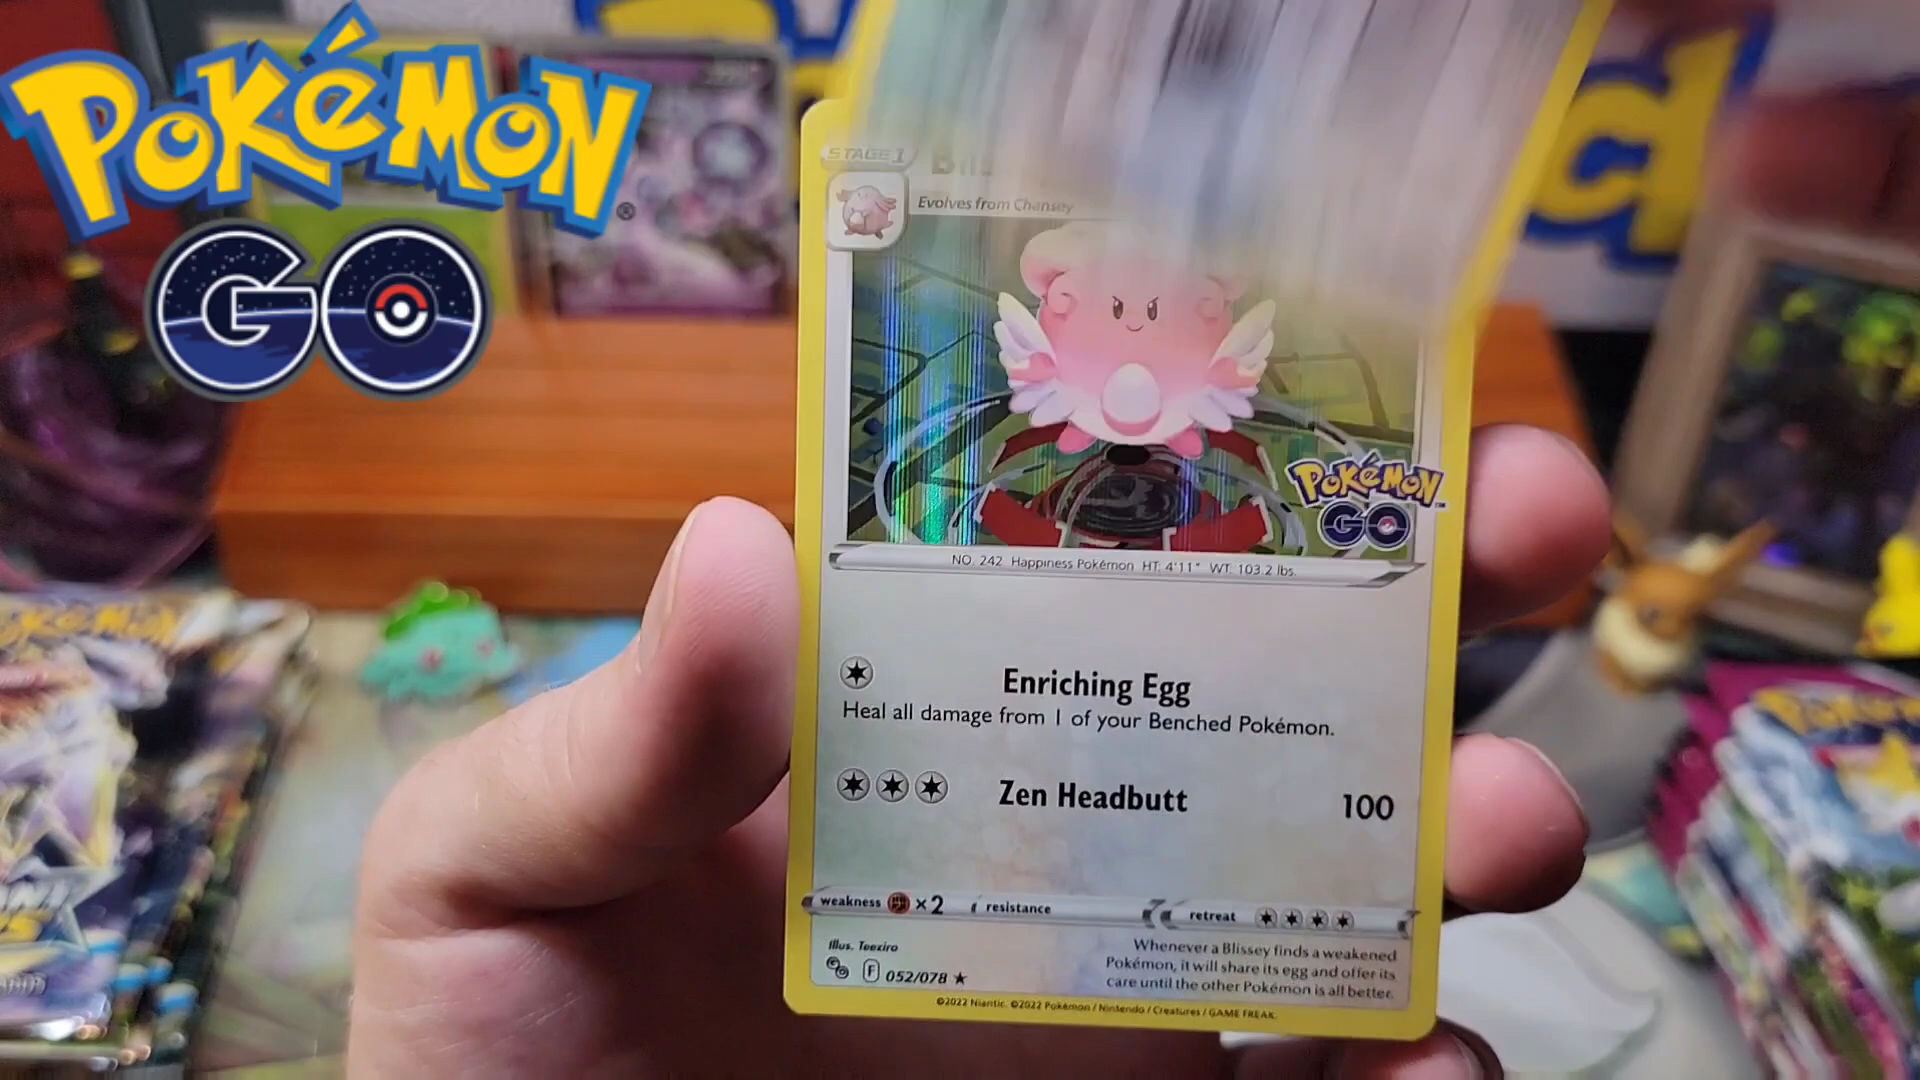 POKéMON
GO
®
STAGE 1
Evolves from Chansey
POKéMON
GO
NO. 242 Happiness Pokémon HT: 4'11" WT: 103.2 lbs.
Enriching Egg
Heal all damage from 1 of your Benched Pokémon.
Zen Headbutt 100
weakness ×2 resistance retreat
Illus. Teeziro
F 052/078 ★
Whenever a Blissey finds a weakened
Pokémon, it will share its egg and offer its
care until the other Pokémon is all better.
©2022 Niantic. ©2022 Pokémon / Nintendo / Creatures / GAME FREAK.
POKéMON